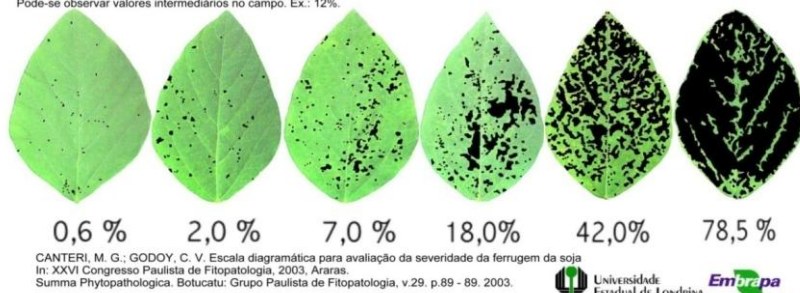 Pode-se observar valores intermediários no campo. Ex.: 12%.
0,6 % 2,0 % 7,0 % 18,0% 42,0% 78,5 %
CANTERI, M. G.; GODOY, C. V. Escala diagramática para avaliação da severidade da ferrugem da soja
In: XXVI Congresso Paulista de Fitopatologia, 2003, Araras.
Summa Phytopathologica. Botucatu: Grupo Paulista de Fitopatologia, v.29. p.89 - 89. 2003.
Universidade
Estadual de Londrina
Embrapa